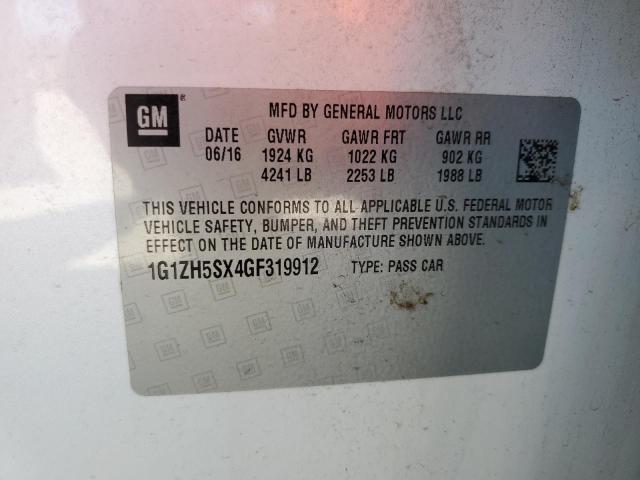 GM ®
MFD BY GENERAL MOTORS LLC
DATE GVWR GAWR FRT GAWR RR
06/16 1924 KG 1022 KG 902 KG
4241 LB 2253 LB 1988 LB
THIS VEHICLE CONFORMS TO ALL APPLICABLE U.S. FEDERAL MOTOR
VEHICLE SAFETY, BUMPER, AND THEFT PREVENTION STANDARDS IN
EFFECT ON THE DATE OF MANUFACTURE SHOWN ABOVE.
1G1ZH5SX4GF319912 TYPE: PASS CAR